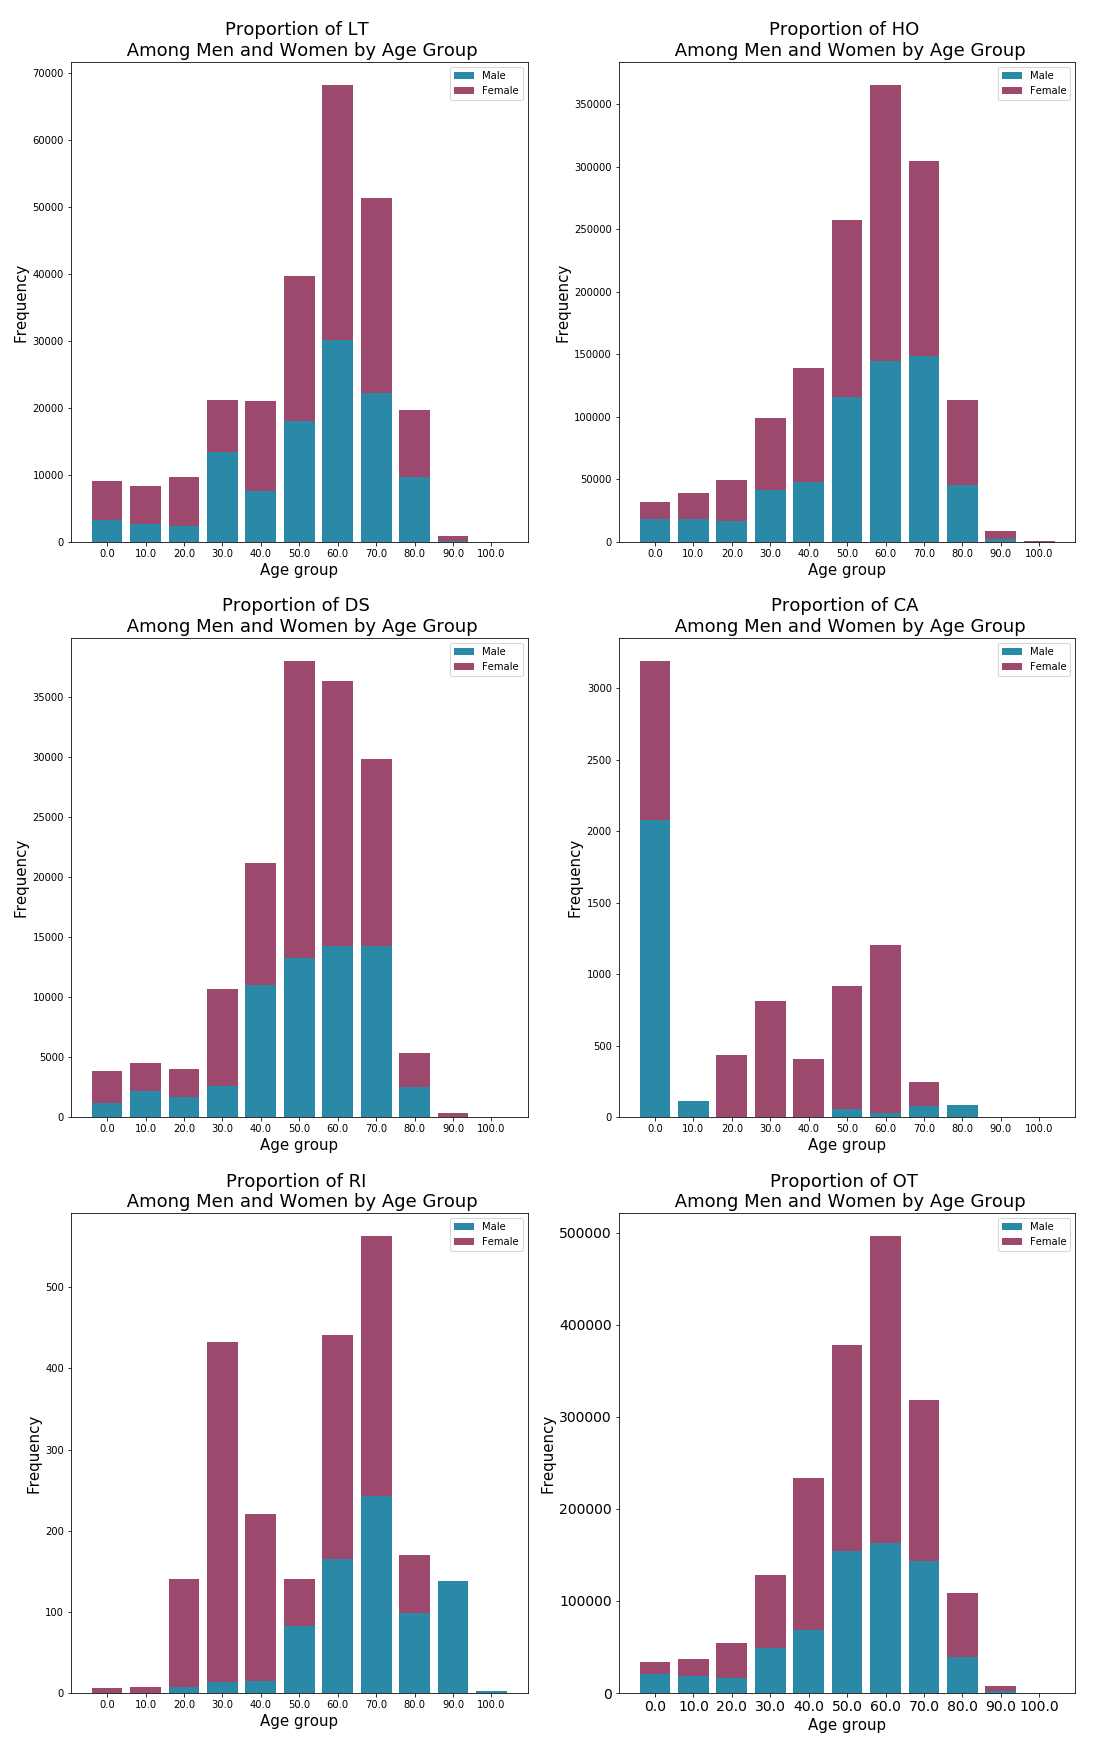 Proportion of LT
Among Men and Women by Age Group
Male
Female
70000
60000
50000
40000
30000
20000
10000
0
Frequency
0.0 10.0 20.0 30.0 40.0 50.0 60.0 70.0 80.0 90.0 100.0
Age group
Proportion of HO
Among Men and Women by Age Group
Male
Female
350000
300000
250000
200000
150000
100000
50000
0
Frequency
0.0 10.0 20.0 30.0 40.0 50.0 60.0 70.0 80.0 90.0 100.0
Age group
Proportion of DS
Among Men and Women by Age Group
Male
Female
35000
30000
25000
20000
15000
10000
5000
0
Frequency
0.0 10.0 20.0 30.0 40.0 50.0 60.0 70.0 80.0 90.0 100.0
Age group
Proportion of CA
Among Men and Women by Age Group
Male
Female
3000
2500
2000
1500
1000
500
0
Frequency
0.0 10.0 20.0 30.0 40.0 50.0 60.0 70.0 80.0 90.0 100.0
Age group
Proportion of RI
Among Men and Women by Age Group
Male
Female
500
400
300
200
100
0
Frequency
0.0 10.0 20.0 30.0 40.0 50.0 60.0 70.0 80.0 90.0 100.0
Age group
Proportion of OT
Among Men and Women by Age Group
Male
Female
500000
400000
300000
200000
100000
0
Frequency
0.0 10.0 20.0 30.0 40.0 50.0 60.0 70.0 80.0 90.0 100.0
Age group